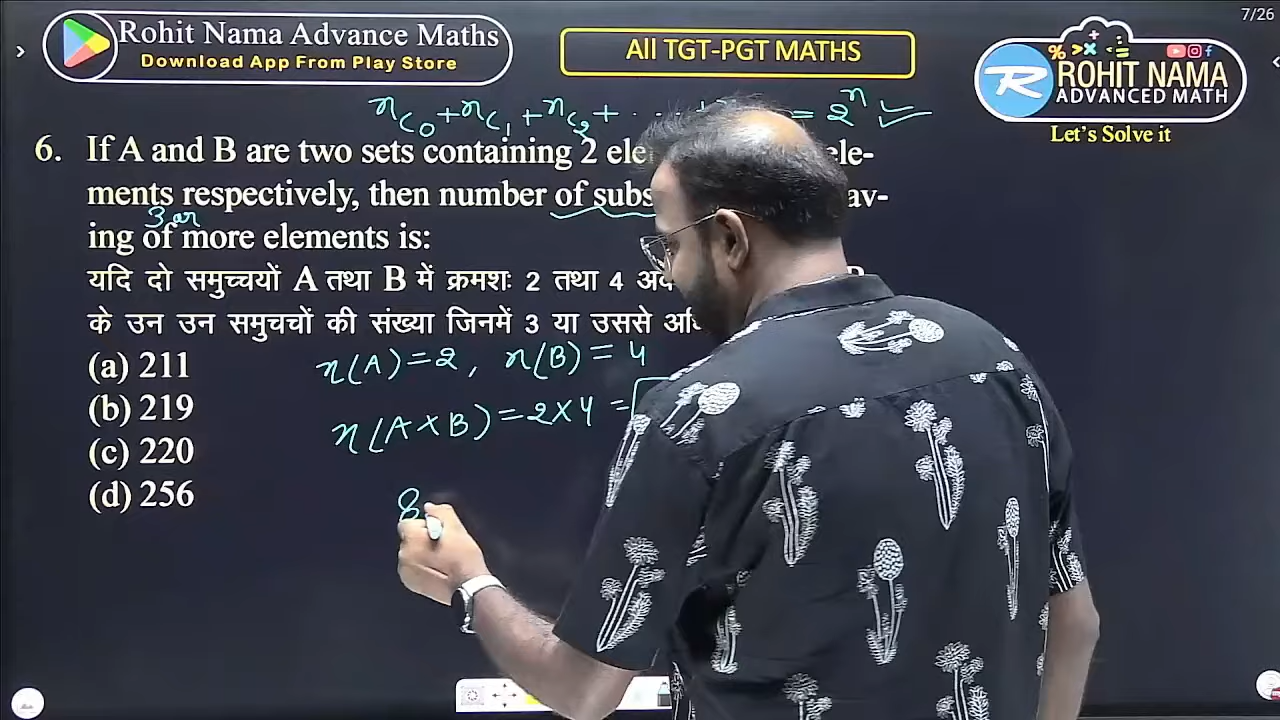 7/26
Rohit Nama Advance Maths
Download App From Play Store
All TGT-PGT MATHS
ROHIT NAMA
ADVANCED MATH
Let's Solve it
nC0 + nC1 + nC2 + ... = 2^n
6. If A and B are two sets containing 2 ele-
ments respectively, then number of subs av-
3 or
ing of more elements is:
यदि दो समुच्चयों A तथा B में क्रमशः 2 तथा 4
के उन उन समुचचों की संख्या जिनमें 3 या उससे
(a) 211
n(A)=2, n(B)=4
(b) 219
n(A×B)=2×4=
(c) 220
(d) 256
8